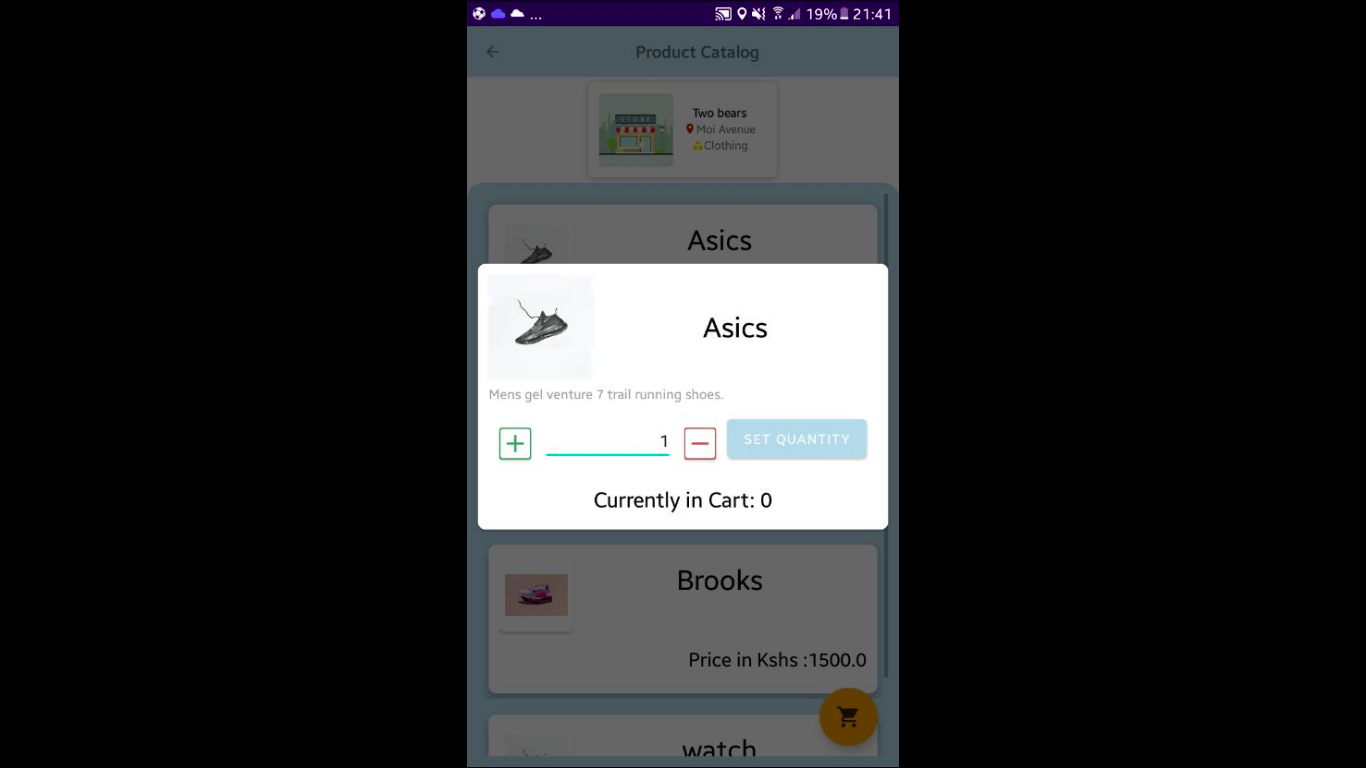 ... 19% 21:41
Product Catalog
STORE
Two bears
Moi Avenue
Clothing
Asics
Asics
Mens gel venture 7 trail running shoes.
1 SET QUANTITY
Currently in Cart: 0
Brooks
Price in Kshs :1500.0
watch